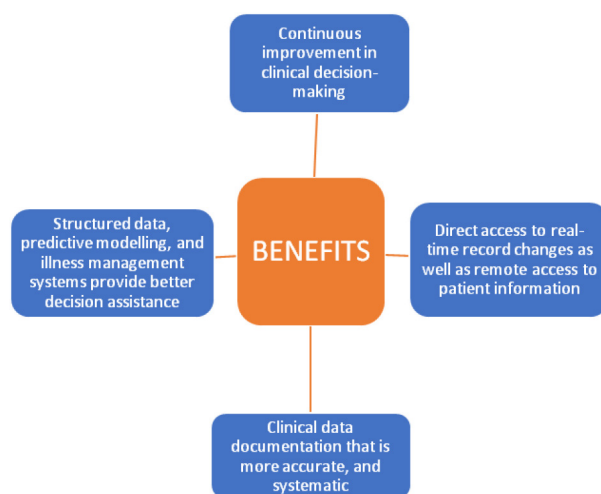 Continuous
improvement in
clinical decision-
making
Structured data,
predictive modelling, and
illness management
systems provide better
decision assistance
BENEFITS
Direct access to real-
time record changes as
well as remote access to
patient information
Clinical data
documentation that is
more accurate, and
systematic